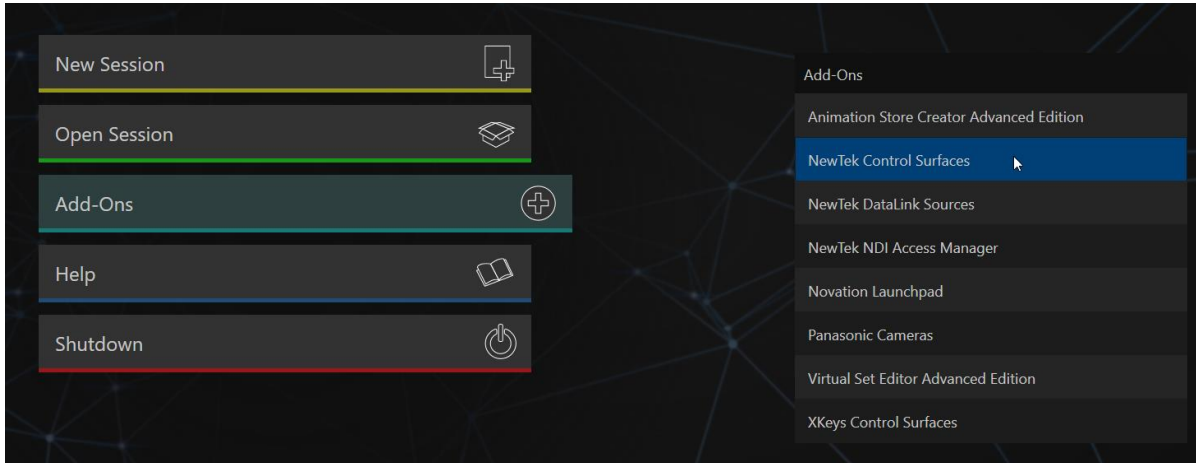 New Session
Open Session
Add-Ons
Help
Shutdown
Add-Ons
Animation Store Creator Advanced Edition
NewTek Control Surfaces
NewTek DataLink Sources
NewTek NDI Access Manager
Novation Launchpad
Panasonic Cameras
Virtual Set Editor Advanced Edition
XKeys Control Surfaces